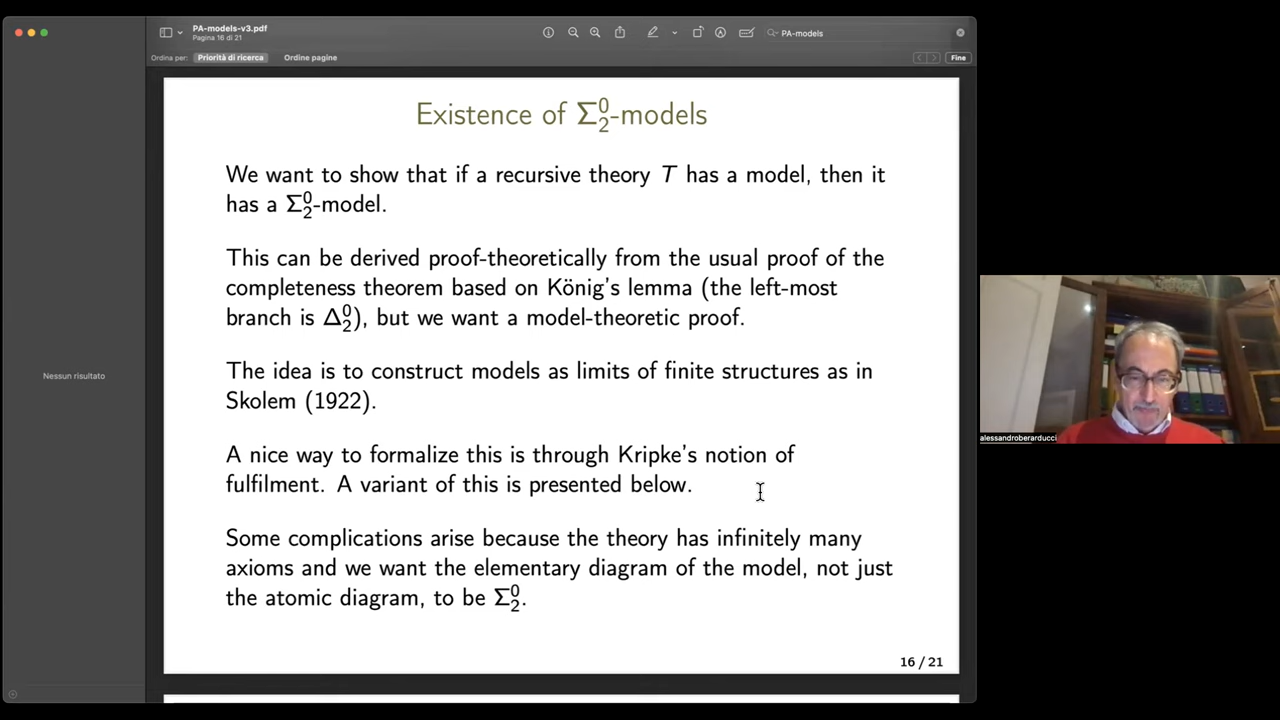 PA-models-v3.pdf
Pagina 16 di 21
PA-models
Ordina per:
Priorità di ricerca
Ordine pagine
Fine
Nessun risultato
Existence of Σ⁰₂-models
We want to show that if a recursive theory T has a model, then it
has a Σ⁰₂-model.
This can be derived proof-theoretically from the usual proof of the
completeness theorem based on König's lemma (the left-most
branch is Δ⁰₂), but we want a model-theoretic proof.
The idea is to construct models as limits of finite structures as in
Skolem (1922).
A nice way to formalize this is through Kripke's notion of
fulfilment. A variant of this is presented below.
Some complications arise because the theory has infinitely many
axioms and we want the elementary diagram of the model, not just
the atomic diagram, to be Σ⁰₂.
16 / 21
alessandroberarducci